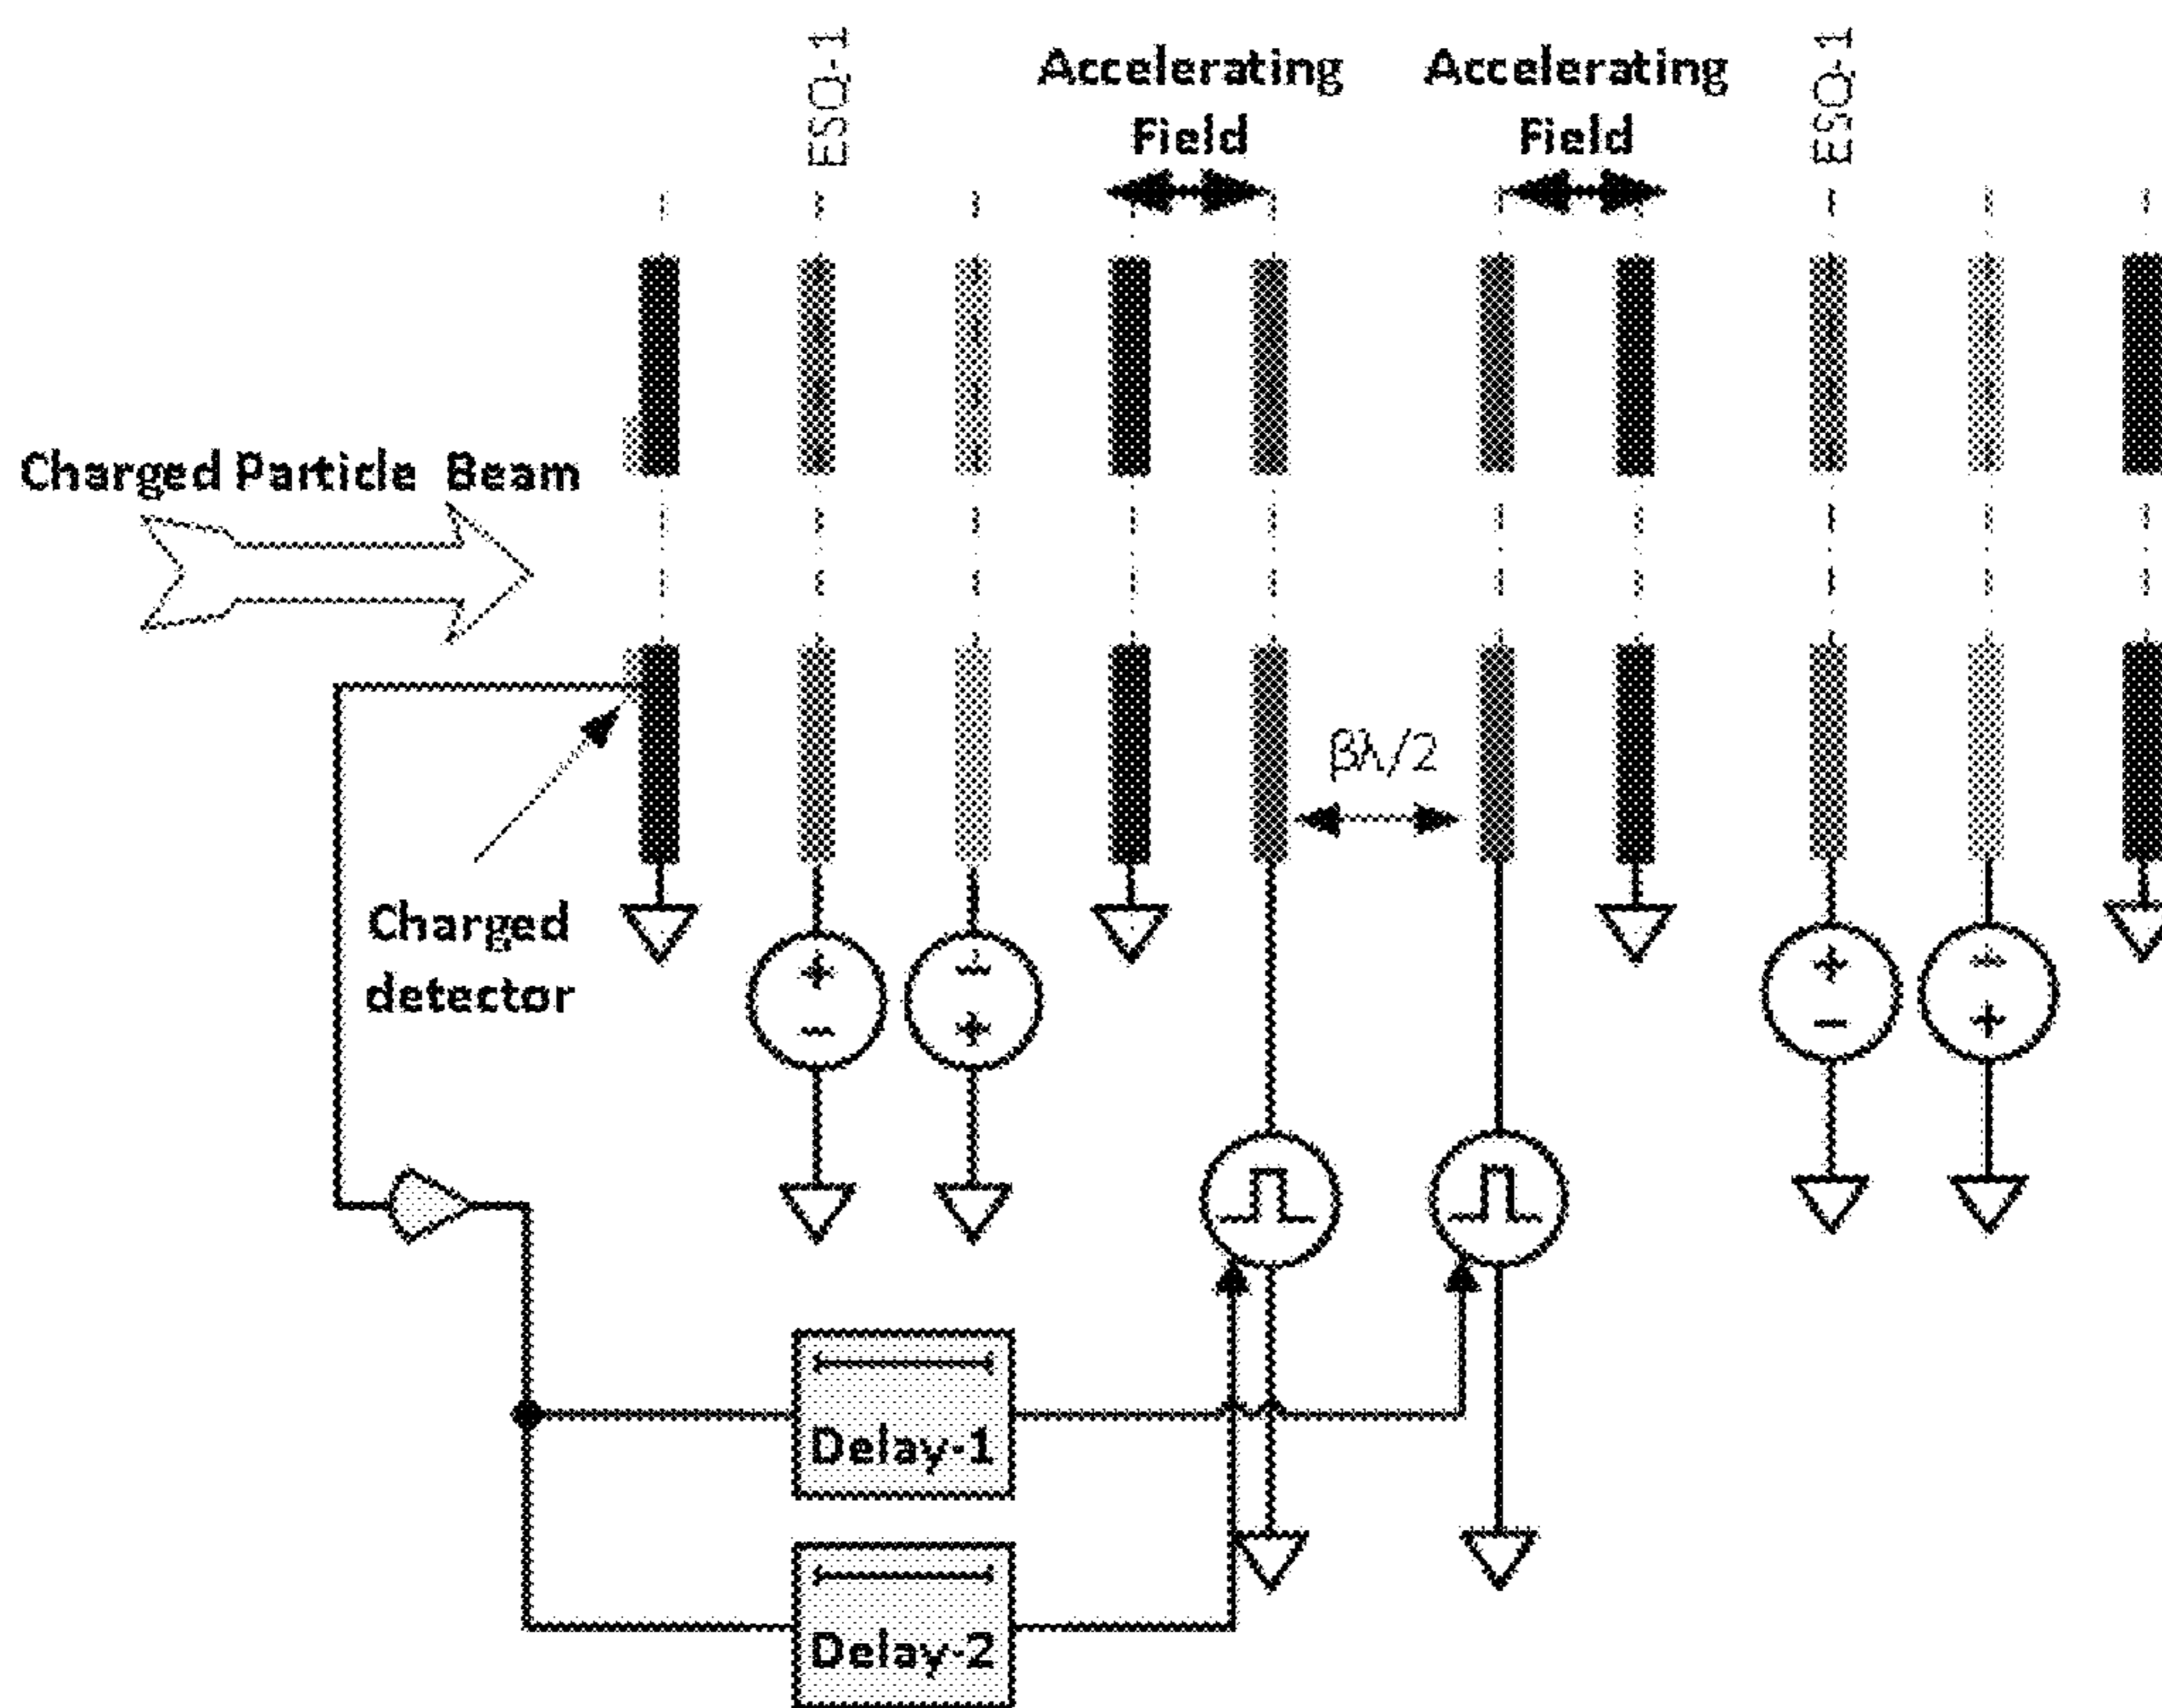 ESQ-1
Accelerating
Field
Accelerating
Field
ESQ-1
Charged Particle Beam
βλ/2
Charged
detector
+
−
−
+
+
−
+
Delay-1
Delay-2